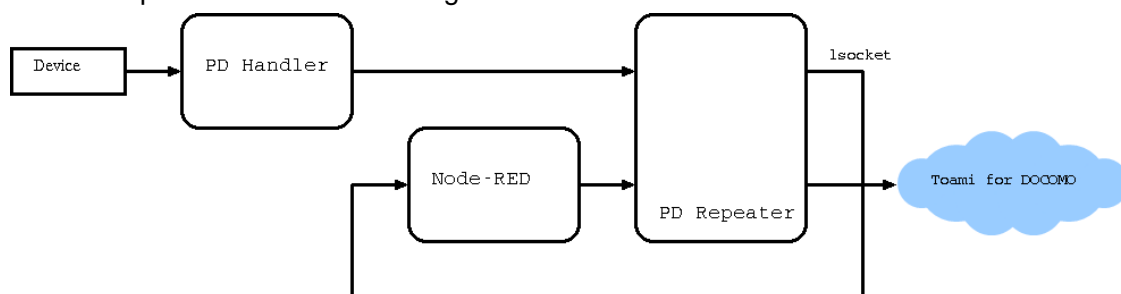 Device
PD Handler
lsocket
Node-RED
Toami for DOCOMO
PD Repeater